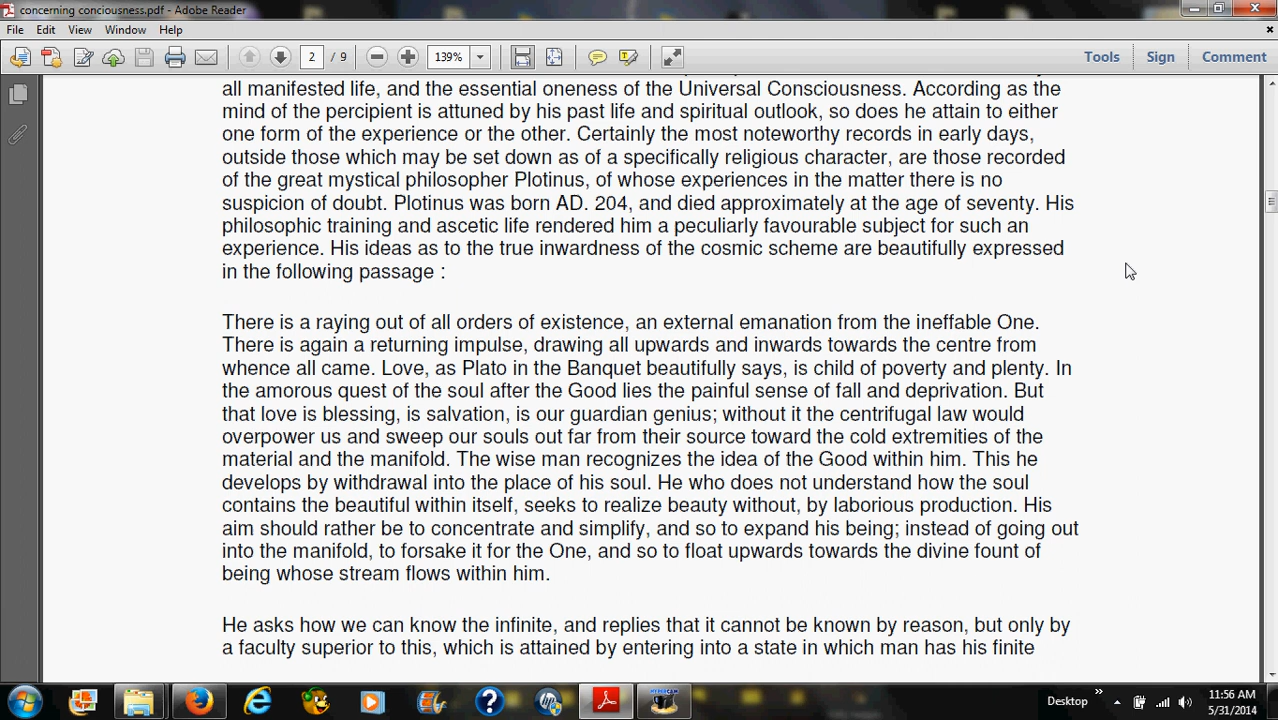 concerning conciousness.pdf - Adobe Reader
File Edit View Window Help
2 / 9 139% Tools Sign Comment
all manifested life, and the essential oneness of the Universal Consciousness. According as the
mind of the percipient is attuned by his past life and spiritual outlook, so does he attain to either
one form of the experience or the other. Certainly the most noteworthy records in early days,
outside those which may be set down as of a specifically religious character, are those recorded
of the great mystical philosopher Plotinus, of whose experiences in the matter there is no
suspicion of doubt. Plotinus was born AD. 204, and died approximately at the age of seventy. His
philosophic training and ascetic life rendered him a peculiarly favourable subject for such an
experience. His ideas as to the true inwardness of the cosmic scheme are beautifully expressed
in the following passage :
There is a raying out of all orders of existence, an external emanation from the ineffable One.
There is again a returning impulse, drawing all upwards and inwards towards the centre from
whence all came. Love, as Plato in the Banquet beautifully says, is child of poverty and plenty. In
the amorous quest of the soul after the Good lies the painful sense of fall and deprivation. But
that love is blessing, is salvation, is our guardian genius; without it the centrifugal law would
overpower us and sweep our souls out far from their source toward the cold extremities of the
material and the manifold. The wise man recognizes the idea of the Good within him. This he
develops by withdrawal into the place of his soul. He who does not understand how the soul
contains the beautiful within itself, seeks to realize beauty without, by laborious production. His
aim should rather be to concentrate and simplify, and so to expand his being; instead of going out
into the manifold, to forsake it for the One, and so to float upwards towards the divine fount of
being whose stream flows within him.
He asks how we can know the infinite, and replies that it cannot be known by reason, but only by
a faculty superior to this, which is attained by entering into a state in which man has his finite
Desktop 11:56 AM
5/31/2014